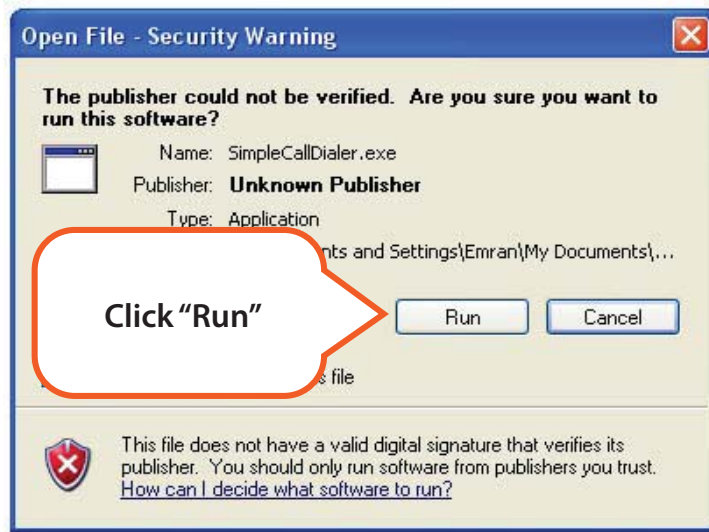 Open File - Security Warning
The publisher could not be verified. Are you sure you want to
run this software?
Name: SimpleCallDialer.exe
Publisher: Unknown Publisher
Type: Application
and Settings\Emran\My Documents\...
Click “Run”
Run Cancel
file
This file does not have a valid digital signature that verifies its
publisher. You should only run software from publishers you trust.
How can I decide what software to run?